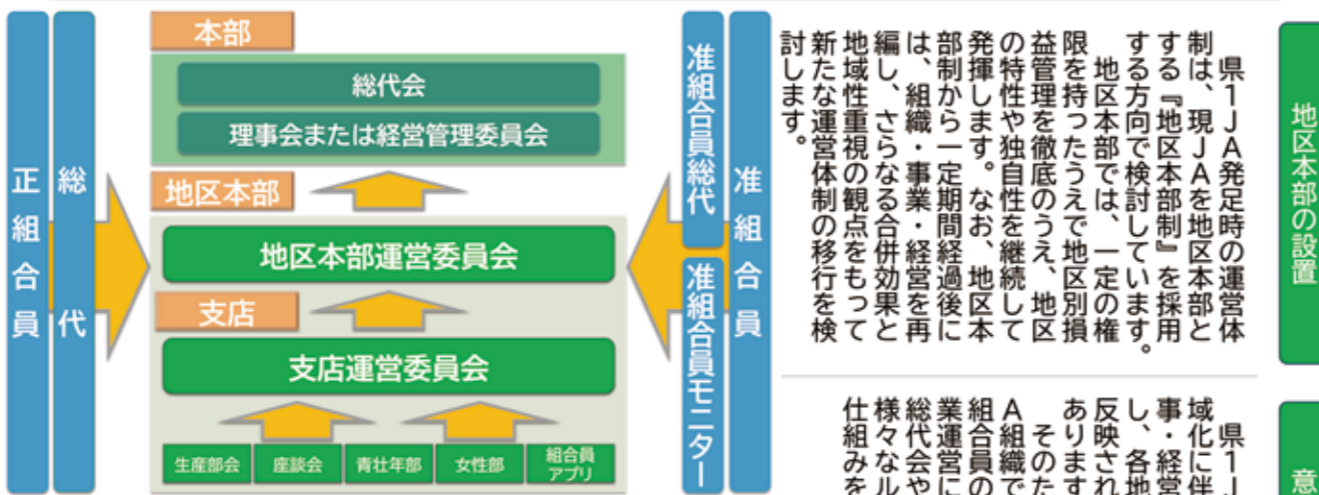 地区本部の設置
県1JA発足時の運営体
制は、現JAを地区本部と
する『地区本部制』を採用
する方向で検討しています。
地区本部では、一定の権
限を持ったうえで地区別損
益管理を徹底のうえ、地区
の特性や独自性を継続して
発揮します。なお、地区本
部制から一定期間経過後に
は、組織・事業・経営を再
編し、さらなる合併効果と
地域性重視の観点をもって
新たな運営体制の移行を検
討します。
意
県1J
域化に伴
事・経営
し、各地
反映され
あります
そのた
A組織で
組合員の
業運営に
総代会や
様々なル
仕組みを
正組合員
総代
本部
総代会
理事会または経営管理委員会
地区本部
地区本部運営委員会
支店
支店運営委員会
生産部会
座談会
青壮年部
女性部
組合員
アプリ
准組合員総代
准組合員モニター
准組合員